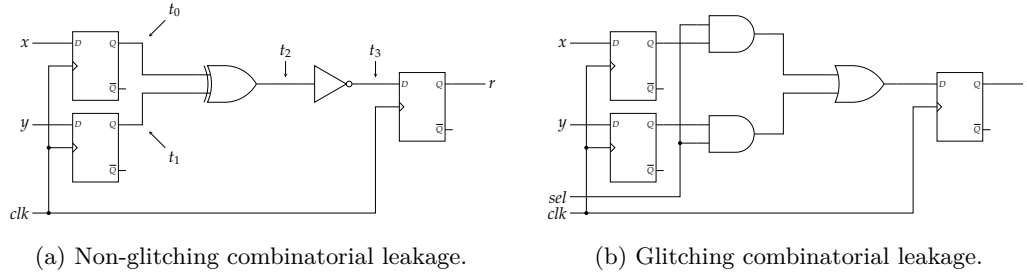 t0
x D Q
Q
t2 t3
D Q r
Q
y D Q
Q
t1
clk
x D Q
Q
D Q
Q
y D Q
Q
sel
clk
(a) Non-glitching combinatorial leakage.
(b) Glitching combinatorial leakage.